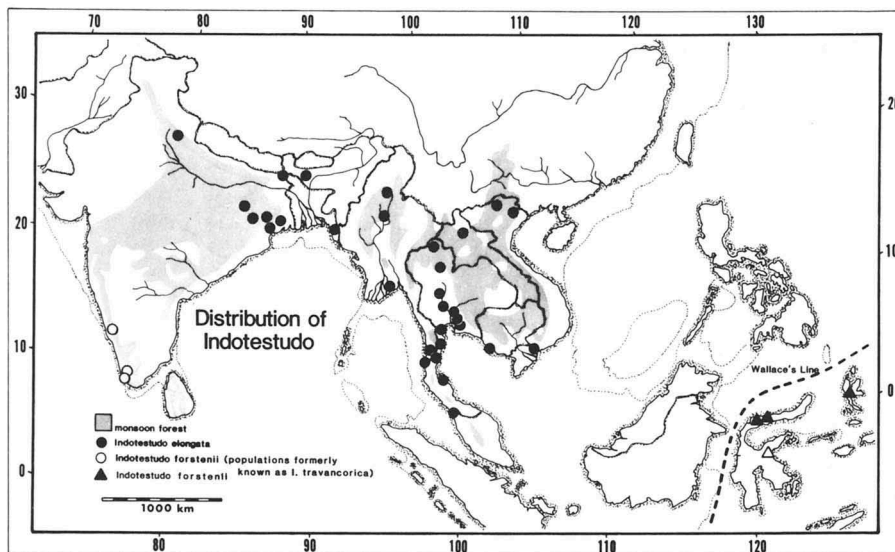 70 80 90 100 110 120 130
30
20
10
0
20
10
0
Distribution of
Indotestudo
Wallace's Line
monsoon forest
Indotestudo elongata
Indotestudo forstenii (populations formerly
known as I. travancorica)
Indotestudo forstenii
1000 km
80 90 100 110 120